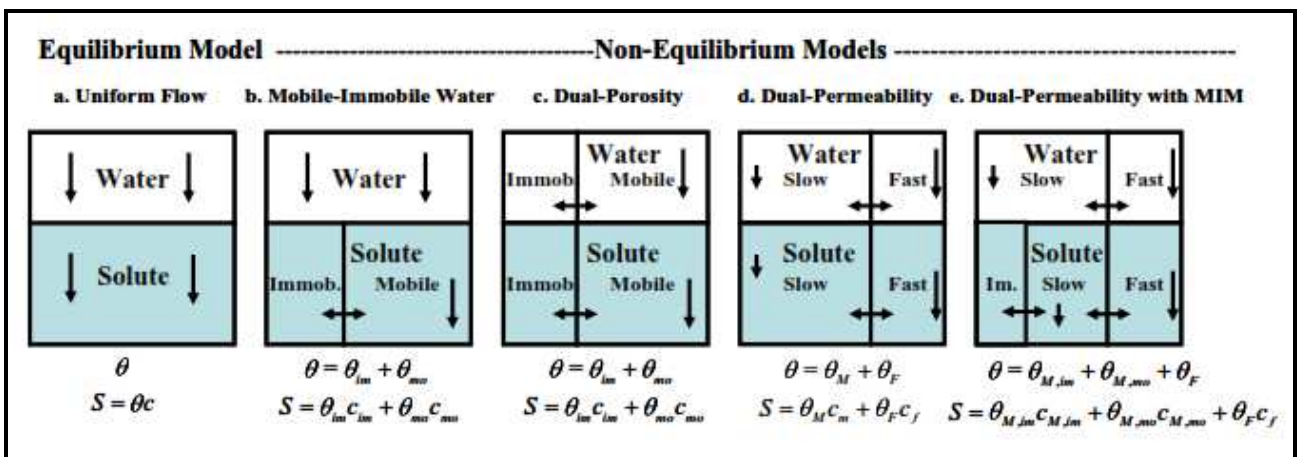 Equilibrium Model ------------------------------------Non-Equilibrium Models --------------------------------------
a. Uniform Flow b. Mobile-Immobile Water c. Dual-Porosity d. Dual-Permeability e. Dual-Permeability with MIM
Water
Solute
Water
Solute
Immob. Mobile
Water
Immob. Mobile
Solute
Immob Mobile
Water
Slow Fast
Solute
Slow Fast
Water
Slow Fast
Solute
Im. Slow Fast
θ
S = θc
θ = θ_im + θ_mo
S = θ_im c_im + θ_mo c_mo
θ = θ_im + θ_mo
S = θ_im c_im + θ_mo c_mo
θ = θ_M + θ_F
S = θ_M c_m + θ_F c_f
θ = θ_M,im + θ_M,mo + θ_F
S = θ_M,im c_M,im + θ_M,mo c_M,mo + θ_F c_f